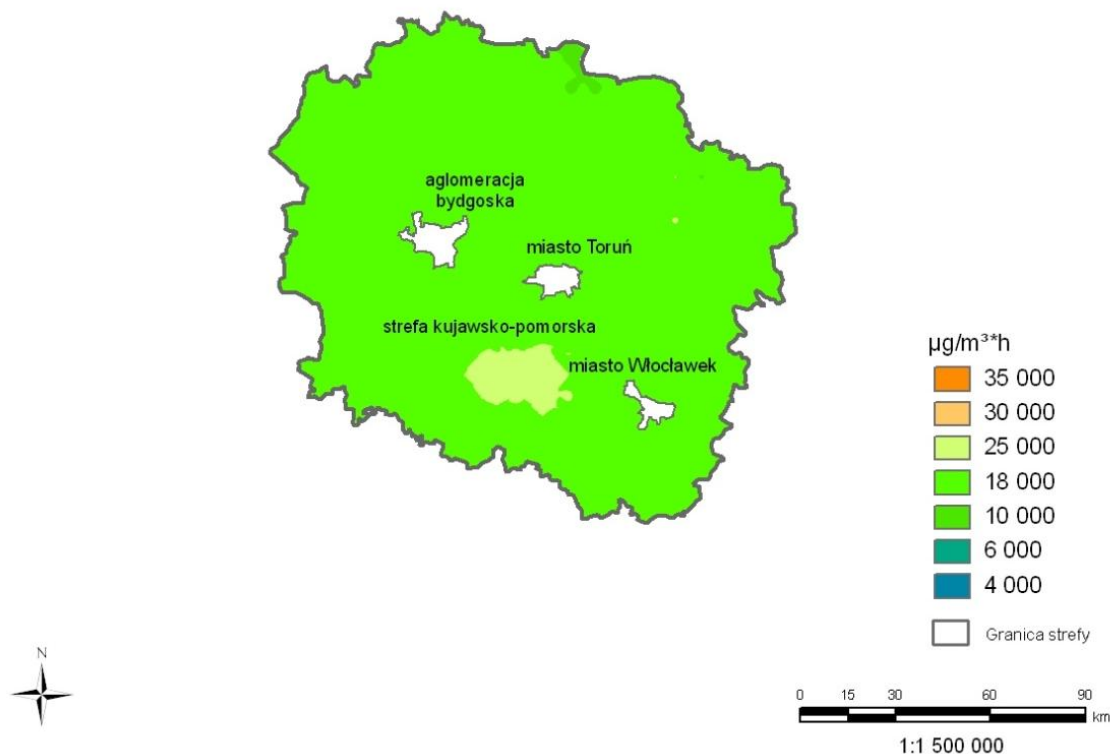 aglomeracja
bydgoska
miasto Toruń
strefa kujawsko-pomorska
miasto Włocławek
µg/m³*h
35 000
30 000
25 000
18 000
10 000
6 000
4 000
Granica strefy
N
0 15 30 60 90
km
1:1 500 000